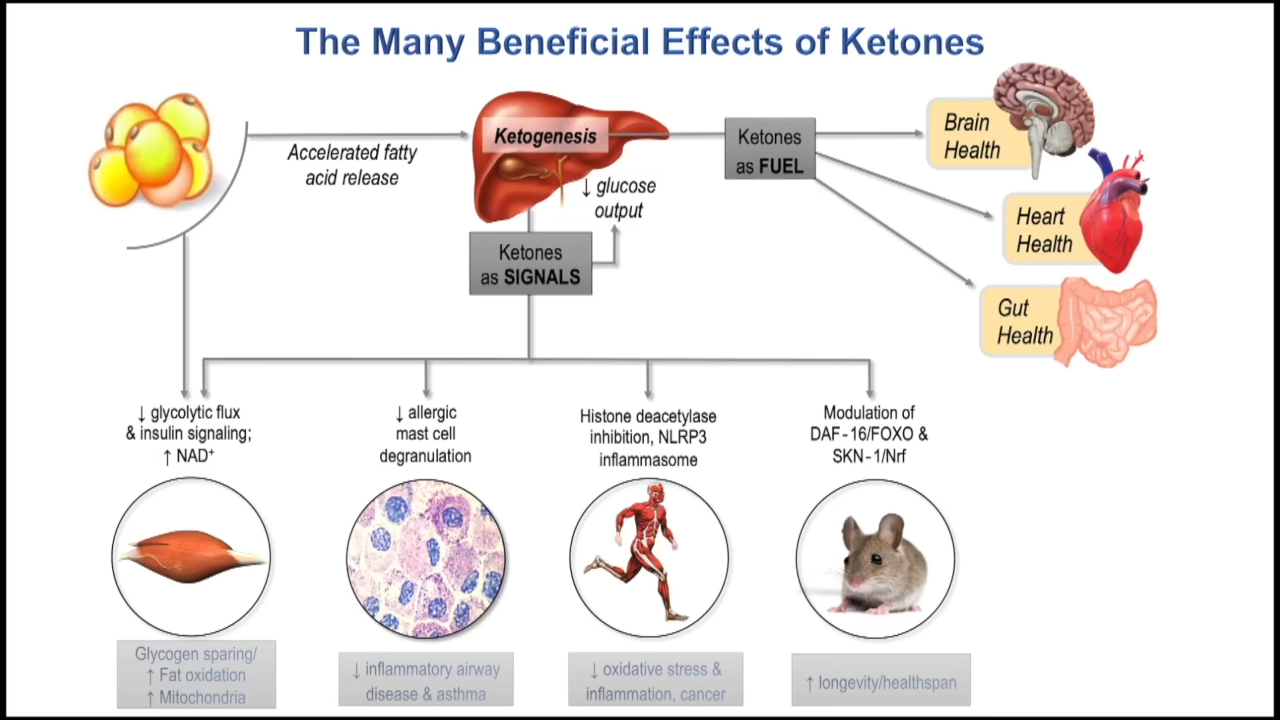 The Many Beneficial Effects of Ketones
Accelerated fatty
acid release
Ketogenesis
↓ glucose
output
Ketones
as FUEL
Brain
Health
Heart
Health
Gut
Health
Ketones
as SIGNALS
↓ glycolytic flux
& insulin signaling;
↑ NAD⁺
↓ allergic
mast cell
degranulation
Histone deacetylase
inhibition, NLRP3
inflammasome
Modulation of
DAF-16/FOXO &
SKN-1/Nrf
Glycogen sparing/
↑ Fat oxidation
↑ Mitochondria
↓ inflammatory airway
disease & asthma
↓ oxidative stress &
inflammation, cancer
↑ longevity/healthspan